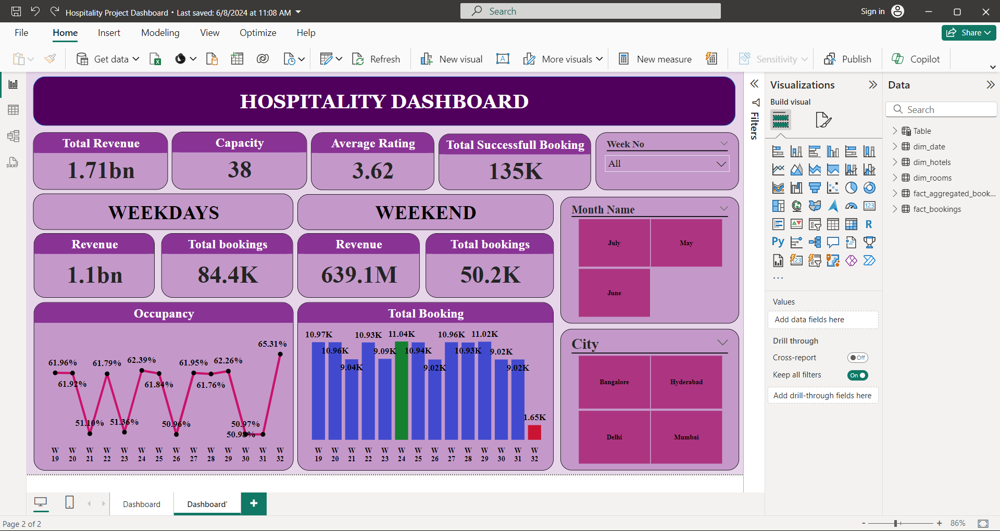 Hospitality Project Dashboard • Last saved: 6/8/2024 at 11:08 AM
Search
Sign in
File Home Insert Modeling View Optimize Help
Share
Get data
Refresh
New visual
More visuals
New measure
Sensitivity
Publish
Copilot
HOSPITALITY DASHBOARD
Total Revenue
1.71bn
Capacity
38
Average Rating
3.62
Total Successfull Booking
135K
Week No
All
WEEKDAYS
WEEKEND
Revenue
1.1bn
Total bookings
84.4K
Revenue
639.1M
Total bookings
50.2K
Month Name
July
May
June
Occupancy
61.96%
61.92%
51.10%
61.79%
51.36%
62.39%
61.84%
50.96%
61.95%
61.76%
62.26%
50.97%
50.98%
65.31%
W 19 W 20 W 21 W 22 W 23 W 24 W 25 W 26 W 27 W 28 W 29 W 30 W 31 W 32
Total Booking
10.97K
10.96K
9.04K
10.93K
9.09K
11.04K
10.94K
9.02K
10.96K
10.93K
11.02K
9.02K
9.02K
1.65K
W 19 W 20 W 21 W 22 W 23 W 24 W 25 W 26 W 27 W 28 W 29 W 30 W 31 W 32
City
Bangalore
Hyderabad
Delhi
Mumbai
Filters
Visualizations
Build visual
123
R
Py
123
...
Values
Add data fields here
Drill through
Cross-report
Off
Keep all filters
On
Add drill-through fields here
Data
Search
Table
dim_date
dim_hotels
dim_rooms
fact_aggregated_book...
fact_bookings
DAX
Dashboard
Dashboard'
+
Page 2 of 2
- + 86%